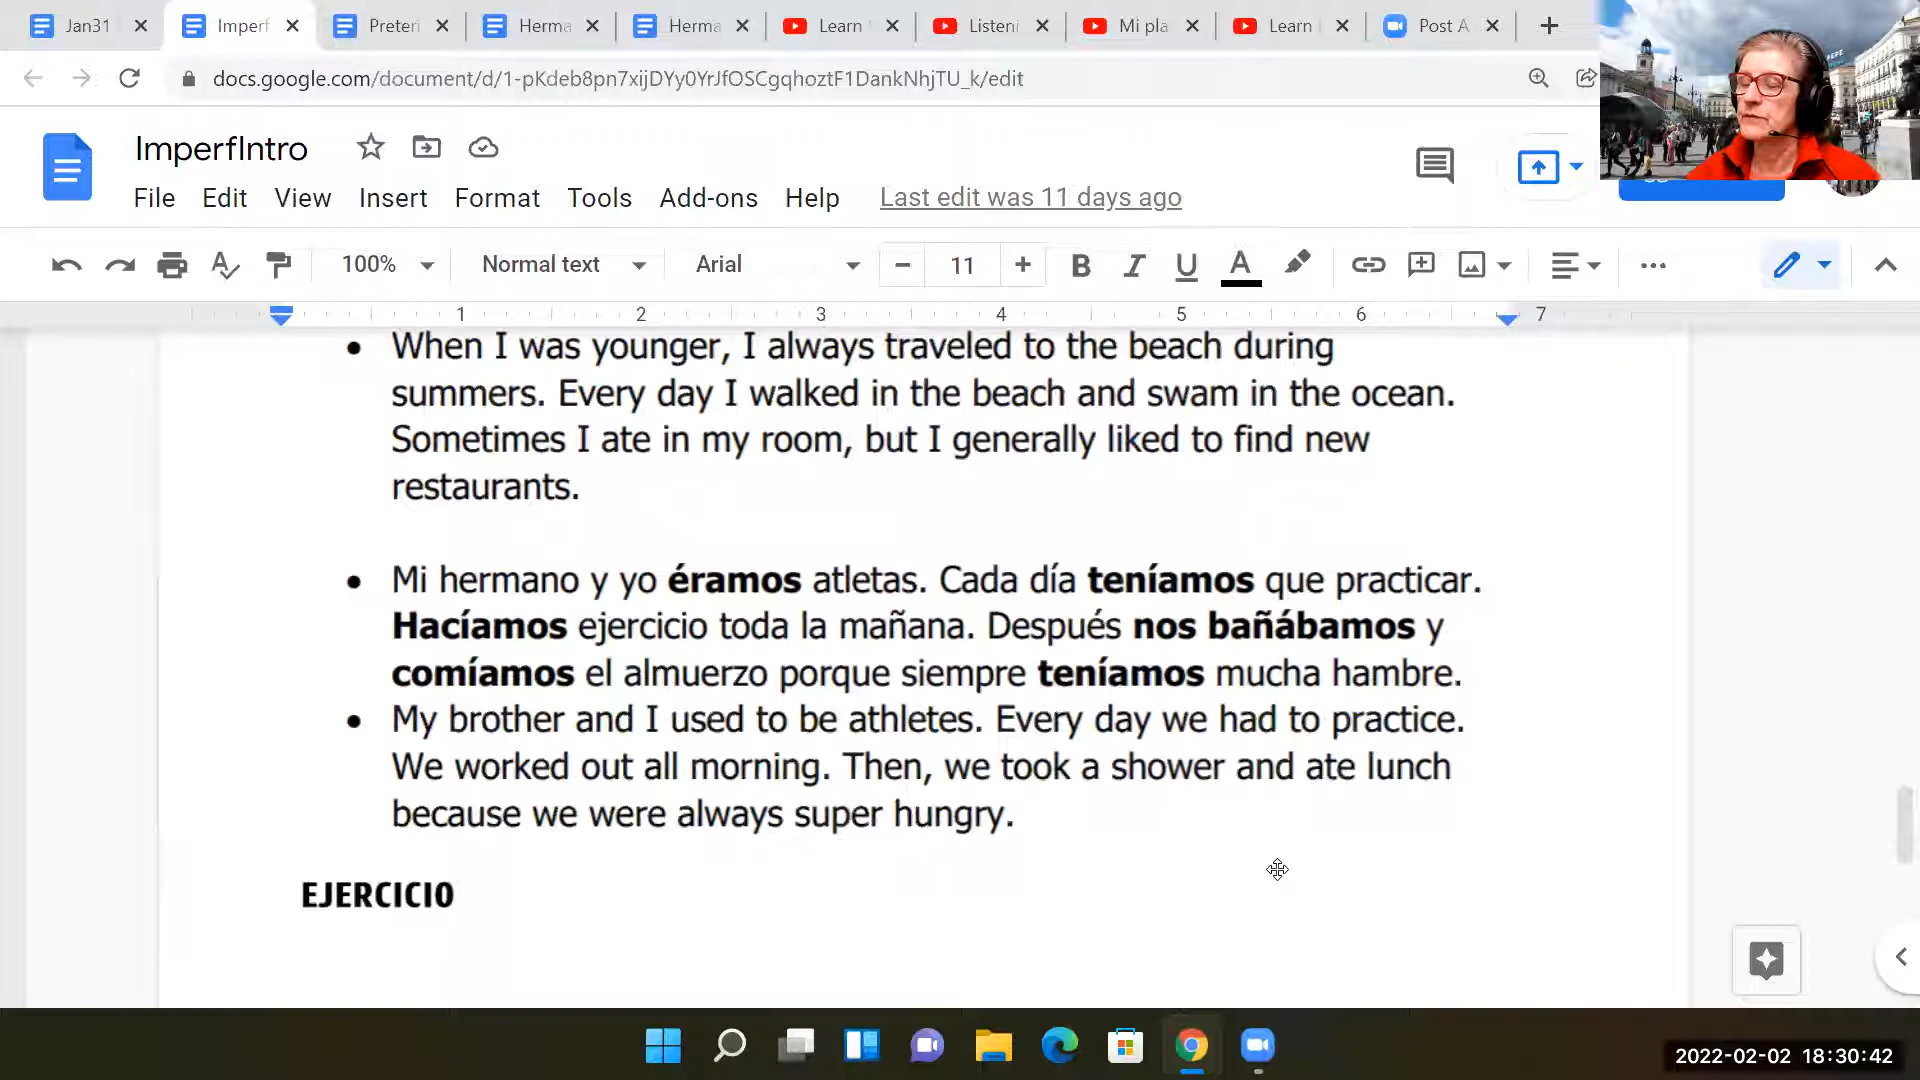 Jan31
Imperf
Preteri
Herma
Herma
Learn
Listeni
Mi pla
Learn
Post A
docs.google.com/document/d/1-pKdeb8pn7xijDYy0YrJfOSCgqhoztF1DankNhjTU_k/edit
ImperfIntro
File Edit View Insert Format Tools Add-ons Help Last edit was 11 days ago
100% Normal text Arial 11 B I U A
1 2 3 4 5 6 7
When I was younger, I always traveled to the beach during
summers. Every day I walked in the beach and swam in the ocean.
Sometimes I ate in my room, but I generally liked to find new
restaurants.
Mi hermano y yo éramos atletas. Cada día teníamos que practicar.
Hacíamos ejercicio toda la mañana. Después nos bañábamos y
comíamos el almuerzo porque siempre teníamos mucha hambre.
My brother and I used to be athletes. Every day we had to practice.
We worked out all morning. Then, we took a shower and ate lunch
because we were always super hungry.
EJERCICIO
2022-02-02 18:30:42